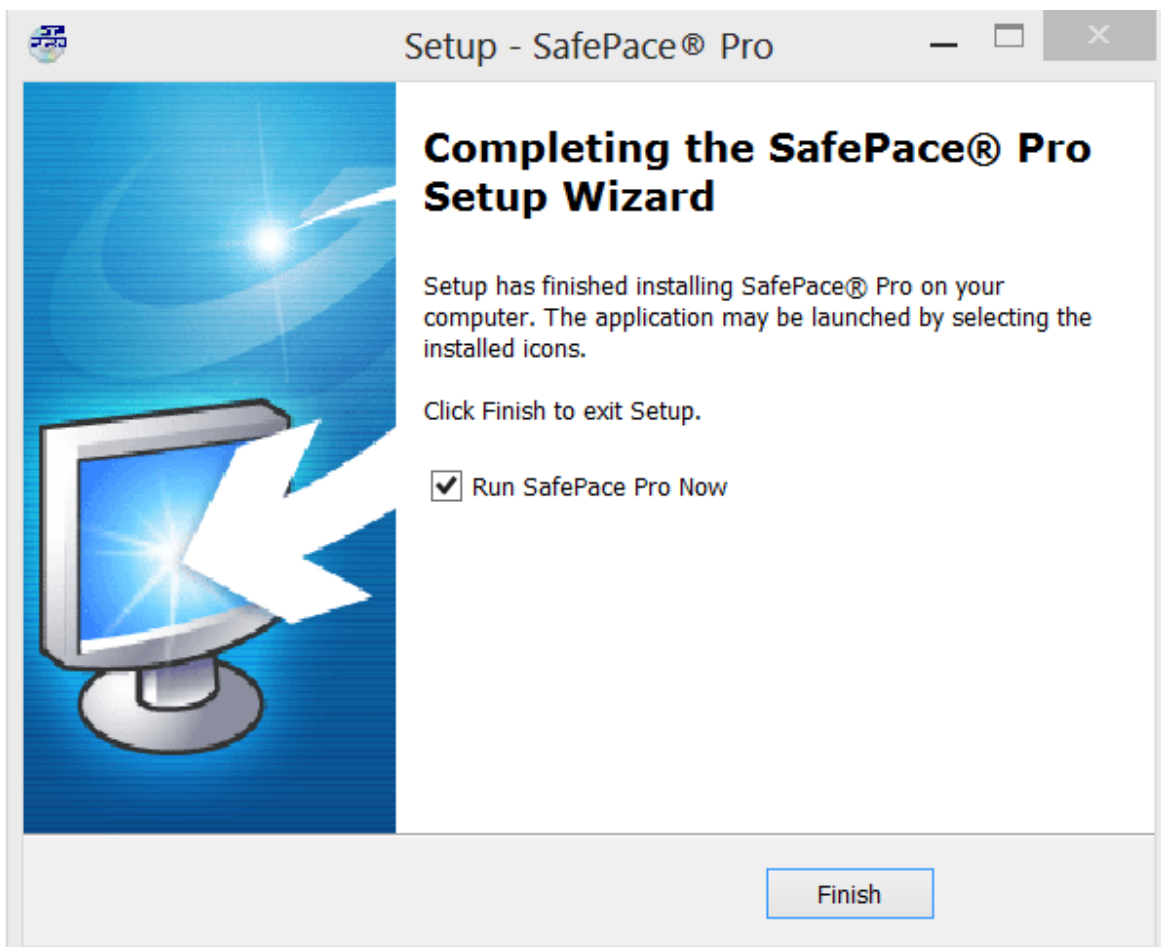 Setup - SafePace® Pro
Completing the SafePace® Pro
Setup Wizard
Setup has finished installing SafePace® Pro on your
computer. The application may be launched by selecting the
installed icons.
Click Finish to exit Setup.
Run SafePace Pro Now
Finish